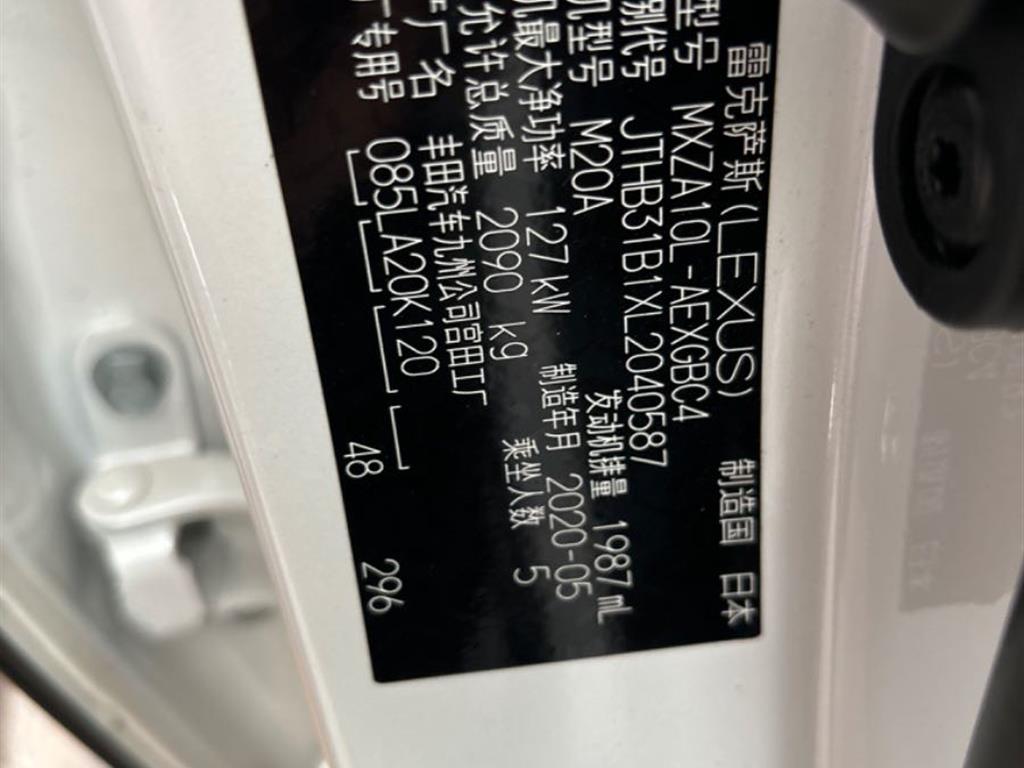 雷克萨斯(LEXUS) 制造国 日本
型号 MXZA10L-AEXGBC4
别代号 JTHB31B1XL2040587
机型号 M20A 发动机排量 1987 mL
机最大净功率 127 kW 制造年月 2020-05
允许总质量 2090 kg 乘坐人数 5
产厂名 丰田汽车九州公司宫田工厂
厂专用号 085LA20K120 48 296